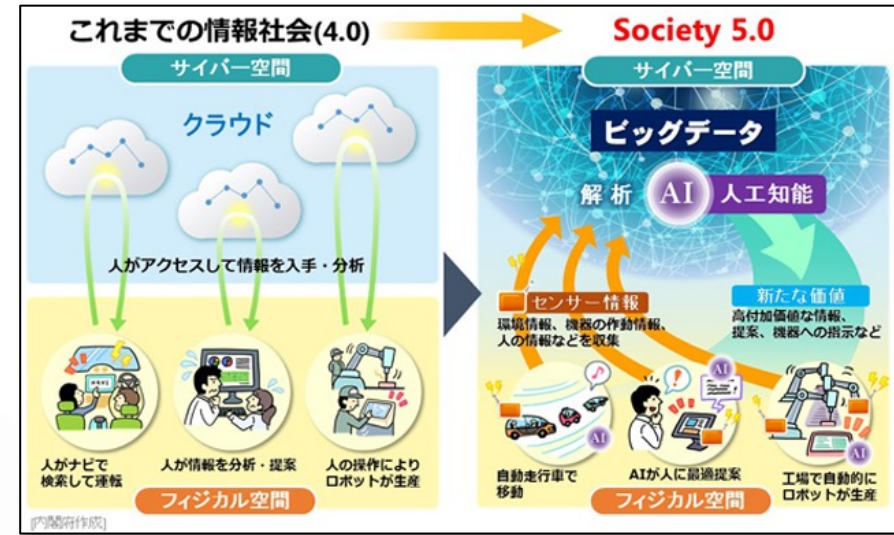 これまでの情報社会(4.0)
サイバー空間
クラウド
人がアクセスして情報を入手・分析
人がナビで
検索して運転
人が情報を分析・提案
人の操作により
ロボットが生産
フィジカル空間
[内閣府作成]
Society 5.0
サイバー空間
ビッグデータ
解析 AI 人工知能
センサー情報
環境情報、機器の作動情報、
人の情報などを収集
新たな価値
高付加価値な情報、
提案、機器への指示など
AI
AI
AI
自動走行車で
移動
AIが人に最適提案
工場で自動的に
ロボットが生産
フィジカル空間